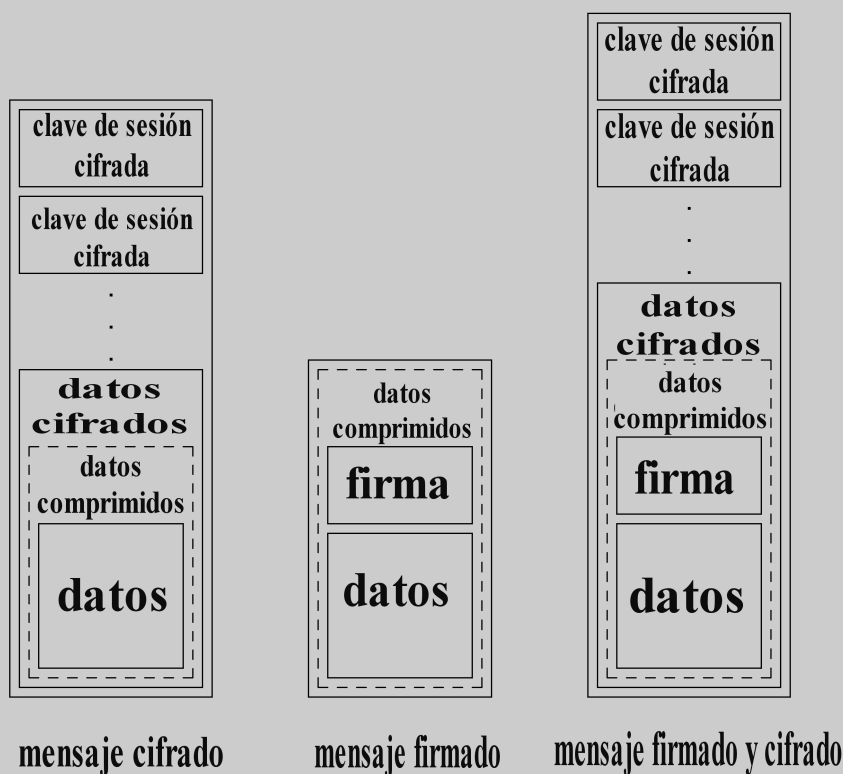 clave de sesión
cifrada
clave de sesión
cifrada
.
.
.
datos
cifrados
datos
comprimidos
datos
mensaje cifrado
datos
comprimidos
firma
datos
mensaje firmado
clave de sesión
cifrada
clave de sesión
cifrada
.
.
.
datos
cifrados
datos
comprimidos
firma
datos
mensaje firmado y cifrado